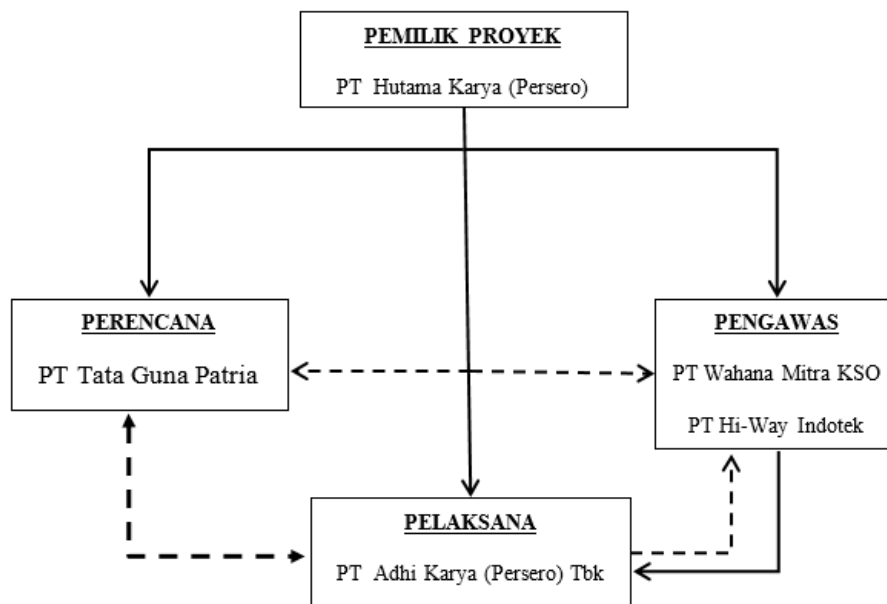 PEMILIK PROYEK
PT Hutama Karya (Persero)
PERENCANA
PT Tata Guna Patria
PENGAWAS
PT Wahana Mitra KSO
PT Hi-Way Indotek
PELAKSANA
PT Adhi Karya (Persero) Tbk